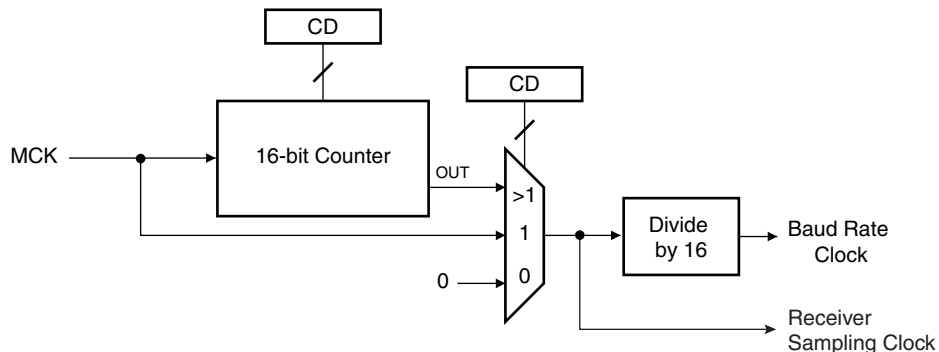 CD
CD
MCK
16-bit Counter
OUT
>1
1
0
0
Divide
by 16
Baud Rate
Clock
Receiver
Sampling Clock